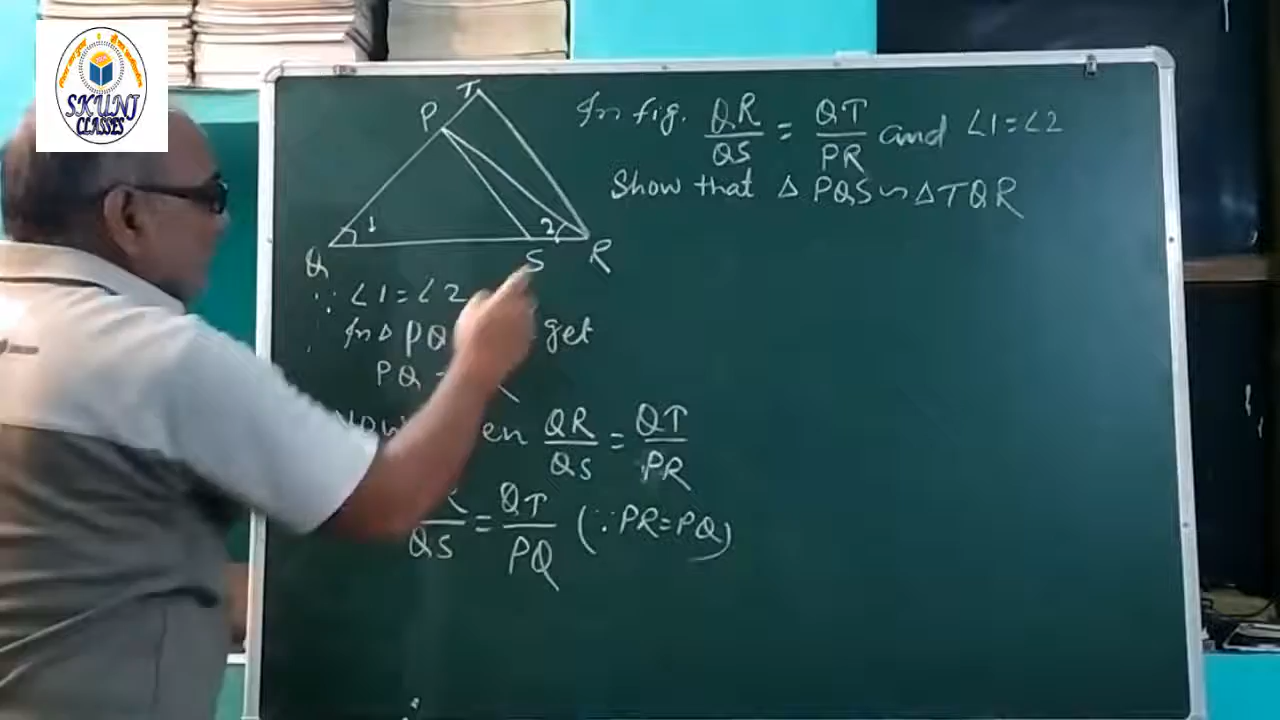 SKUNJ
CLASSES
T
P
1
2
Q
S
R
In fig. QR/QS = QT/PR and ∠1=∠2
Show that △ PQS ~ △TQR
∵ ∠1=∠2
In △ PQ get
PQ
QR/QS = QT/PR
QS = QT/PQ (∵ PR=PQ)